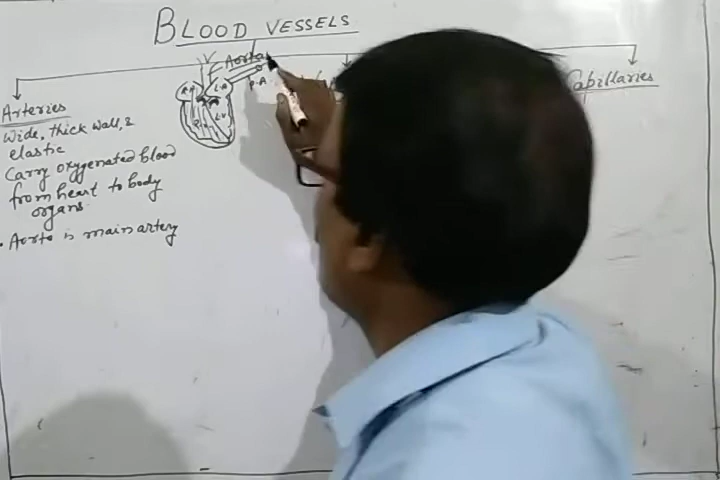 BLOOD VESSELS
Aorta
R.A
L.A
P.A
L.V
Capillaries
Arteries
Wide, thick wall, &
elastic
Carry oxygenated blood
from heart to body
organs.
. Aorta is main artery